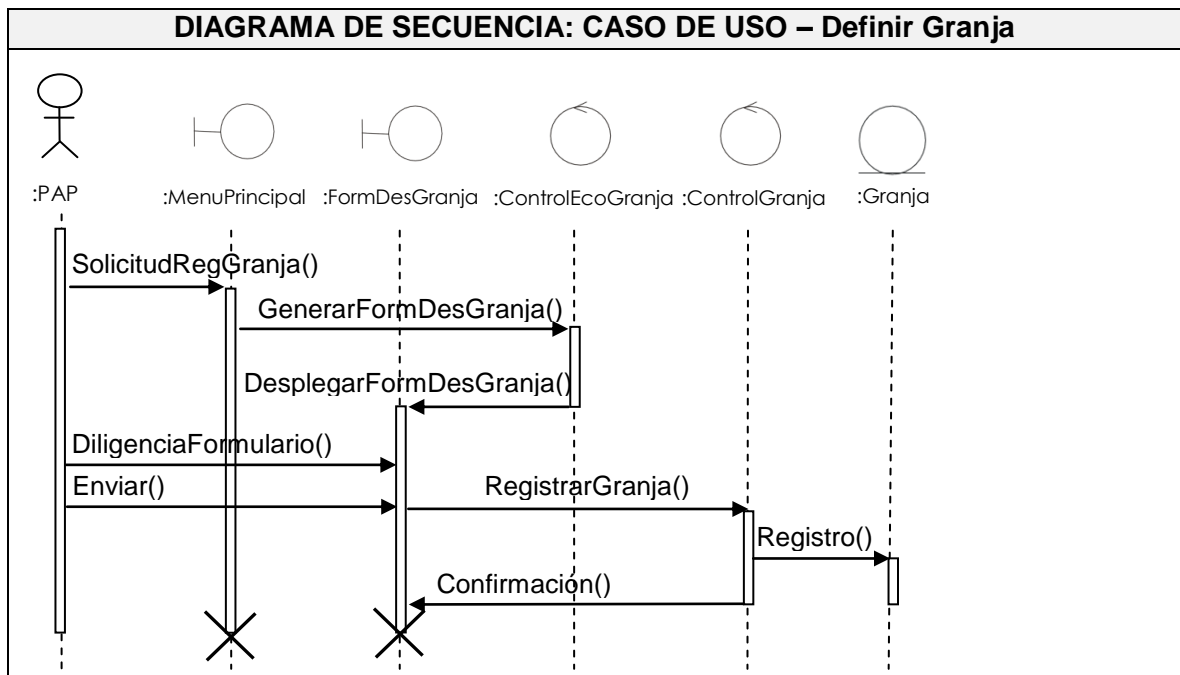 DIAGRAMA DE SECUENCIA: CASO DE USO – Definir Granja
:PAP
:MenuPrincipal
:FormDesGranja
:ControlEcoGranja
:ControlGranja
:Granja
SolicitudRegGranja()
GenerarFormDesGranja()
DesplegarFormDesGranja()
DiligenciaFormulario()
Enviar()
RegistrarGranja()
Registro()
Confirmación()